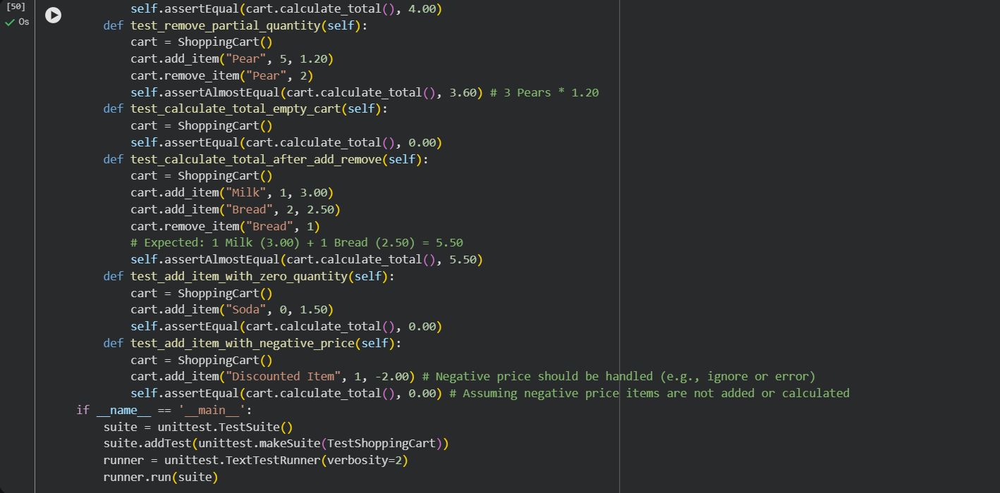 [50]
0s
self.assertEqual(cart.calculate_total(), 4.00)
def test_remove_partial_quantity(self):
cart = ShoppingCart()
cart.add_item("Pear", 5, 1.20)
cart.remove_item("Pear", 2)
self.assertAlmostEqual(cart.calculate_total(), 3.60) # 3 Pears * 1.20
def test_calculate_total_empty_cart(self):
cart = ShoppingCart()
self.assertEqual(cart.calculate_total(), 0.00)
def test_calculate_total_after_add_remove(self):
cart = ShoppingCart()
cart.add_item("Milk", 1, 3.00)
cart.add_item("Bread", 2, 2.50)
cart.remove_item("Bread", 1)
# Expected: 1 Milk (3.00) + 1 Bread (2.50) = 5.50
self.assertAlmostEqual(cart.calculate_total(), 5.50)
def test_add_item_with_zero_quantity(self):
cart = ShoppingCart()
cart.add_item("Soda", 0, 1.50)
self.assertEqual(cart.calculate_total(), 0.00)
def test_add_item_with_negative_price(self):
cart = ShoppingCart()
cart.add_item("Discounted Item", 1, -2.00) # Negative price should be handled (e.g., ignore or error)
self.assertEqual(cart.calculate_total(), 0.00) # Assuming negative price items are not added or calculated
if __name__ == '__main__':
suite = unittest.TestSuite()
suite.addTest(unittest.makeSuite(TestShoppingCart))
runner = unittest.TextTestRunner(verbosity=2)
runner.run(suite)